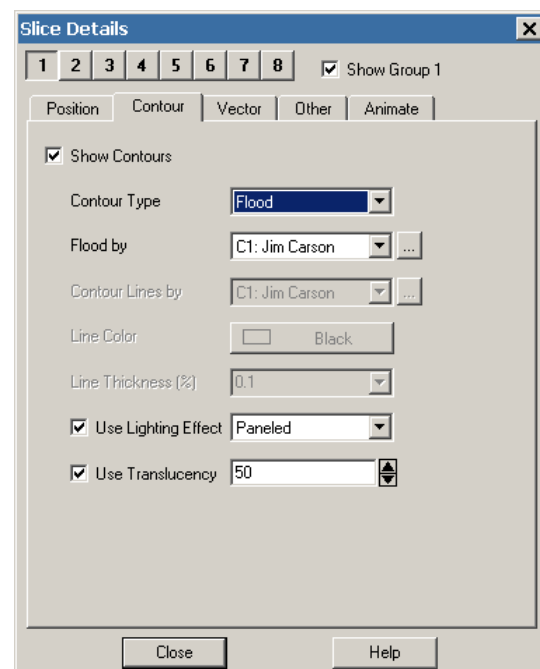 Slice Details
1 2 3 4 5 6 7 8 Show Group 1
Position Contour Vector Other Animate
Show Contours
Contour Type Flood
Flood by C1: Jim Carson ...
Contour Lines by C1: Jim Carson ...
Line Color Black
Line Thickness (%) 0.1
Use Lighting Effect Paneled
Use Translucency 50
Close Help